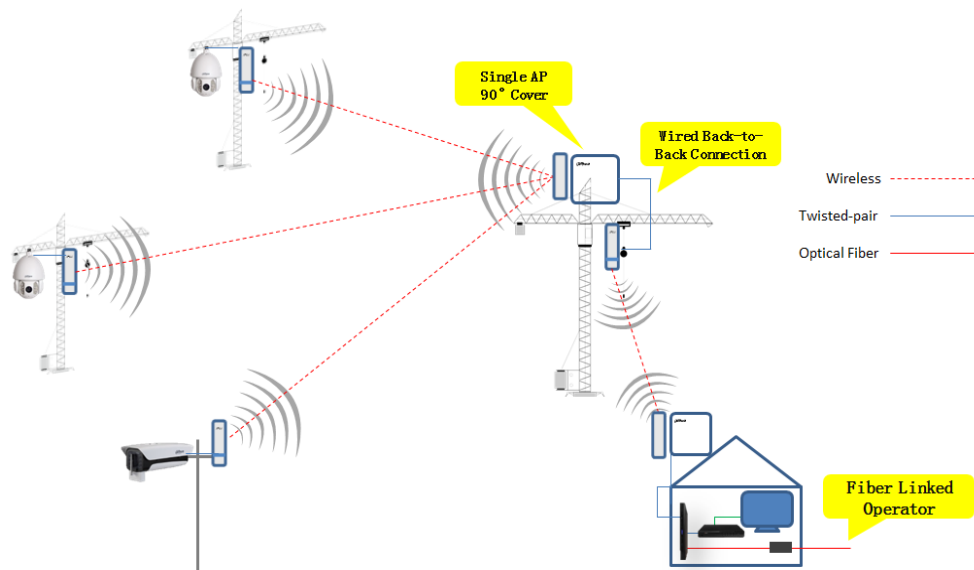 Single AP
90° Cover
Wired Back-to-
Back Connection
Wireless
Twisted-pair
Optical Fiber
Fiber Linked
Operator